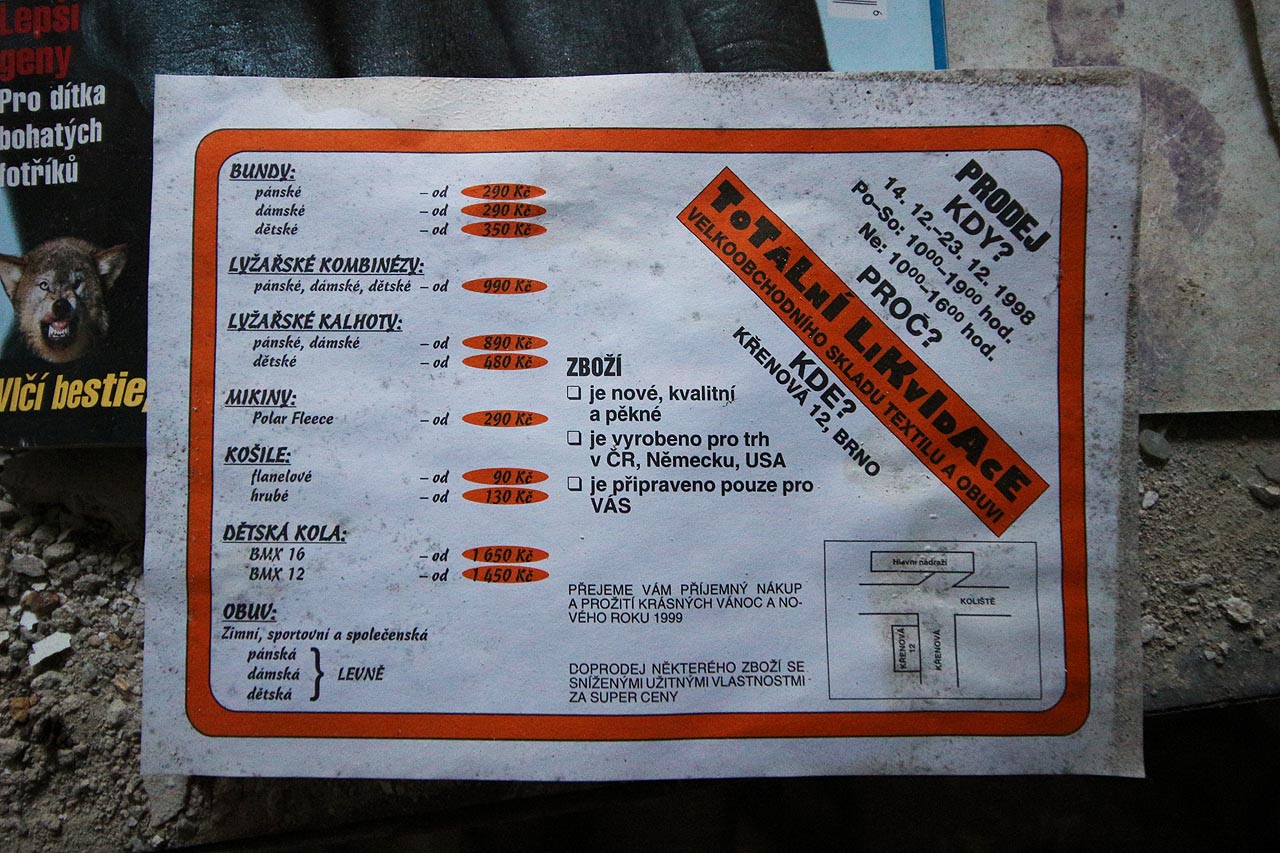 Lepší
geny
Pro dítka
bohatých
fotříků
Vlčí bestie,
BUNDY:
pánské – od 290 Kč
dámské – od 290 Kč
dětské – od 350 Kč
LYŽAŘSKÉ KOMBINÉZY:
pánské, dámské, dětské – od 990 Kč
LYŽAŘSKÉ KALHOTY:
pánské, dámské – od 890 Kč
dětské – od 480 Kč
MIKINY:
Polar Fleece – od 290 Kč
KOŠILE:
flanelové – od 90 Kč
hrubé – od 130 Kč
DĚTSKÁ KOLA:
BMX 16 – od 1 650 Kč
BMX 12 – od 1 450 Kč
OBUV:
Zimní, sportovní a společenská
pánská
dámská } LEVNĚ
dětská
ZBOŽÍ
❑ je nové, kvalitní
a pěkné
❑ je vyrobeno pro trh
v ČR, Německu, USA
❑ je připraveno pouze pro
VÁS
PŘEJEME VÁM PŘÍJEMNÝ NÁKUP
A PROŽITÍ KRÁSNÝCH VÁNOC A NO-
VÉHO ROKU 1999
DOPRODEJ NĚKTERÉHO ZBOŽÍ SE
SNÍŽENÝMI UŽITNÝMI VLASTNOSTMI
ZA SUPER CENY
PRODEJ
KDY?
14. 12.–23. 12. 1998
Po–So: 10⁰⁰–19⁰⁰ hod.
Ne: 10⁰⁰–16⁰⁰ hod.
PROČ?
ToTALnÍ LiKViDAcE
VELKOOBCHODNÍHO SKLADU TEXTILU A OBUVI
KDE?
KŘENOVÁ 12, BRNO
Hlavní nádraží
KOLIŠTĚ
KŘENOVÁ
12
KŘENOVÁ
6